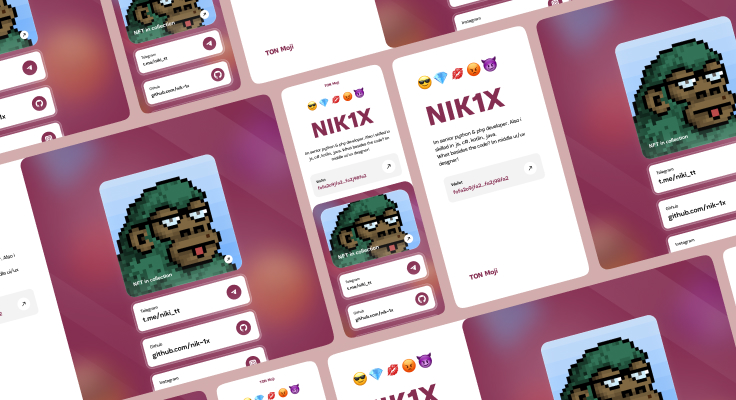 NFT in collection
Telegram
t.me/niki_tt
Github
github.com/nik-1x
TON Moji
NFT in collection
Telegram
t.me/niki_tt
Github
github.com/nik-1x
Instagram
TON Moji
NIK1X
Im senior python & php developer. Also i
skilled in js, c#, kotlin, java.
What besides the code? Im middle ui/ux
designer!
Wallet
NFT in collection
Telegram
t.me/niki_tt
Github
github.com/nik-1x
NIK1X
Im senior python & php developer. Also i
skilled in js, c#, kotlin, java.
What besides the code? Im middle ui/ux
designer!
Wallet
TON Moji
NFT in collection
Telegram
t.me/niki_tt
Github
github.com/nik-1x
Instagram
Instagram
TON Moji
NIK1X